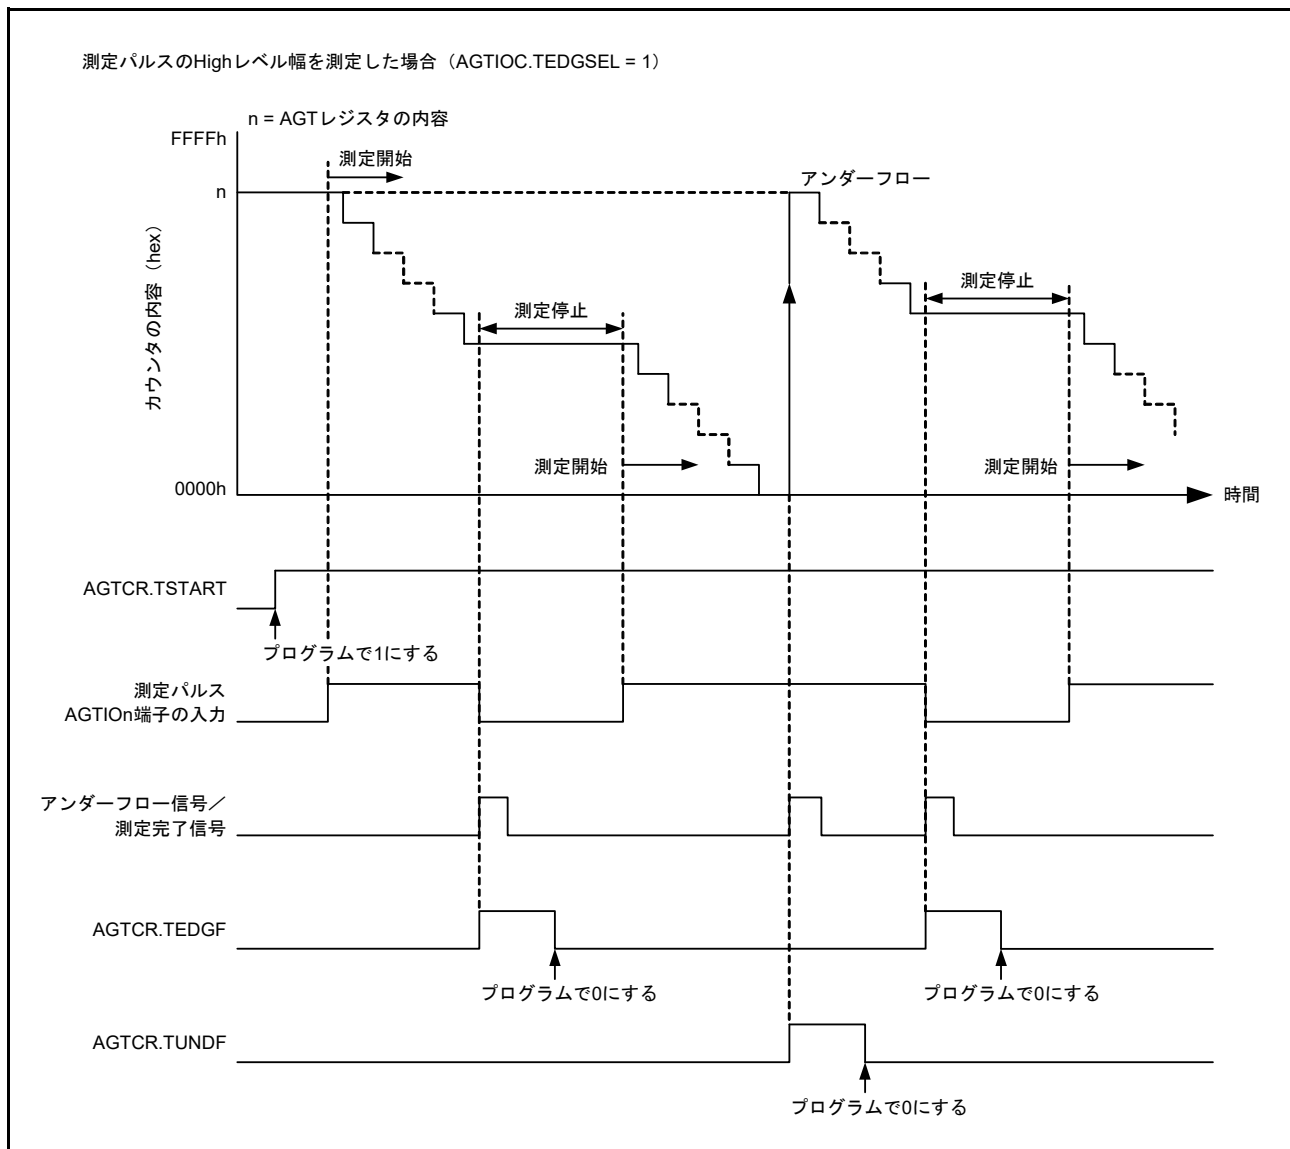 測定パルスのHighレベル幅を測定した場合（AGTIOC.TEDGSEL = 1）
n = AGTレジスタの内容
FFFFh
測定開始
n
アンダーフロー
カウンタの内容（hex）
測定停止
測定停止
測定開始
測定開始
0000h
時間
AGTCR.TSTART
プログラムで1にする
測定パルス
AGTIOn端子の入力
アンダーフロー信号／
測定完了信号
AGTCR.TEDGF
プログラムで0にする
プログラムで0にする
AGTCR.TUNDF
プログラムで0にする